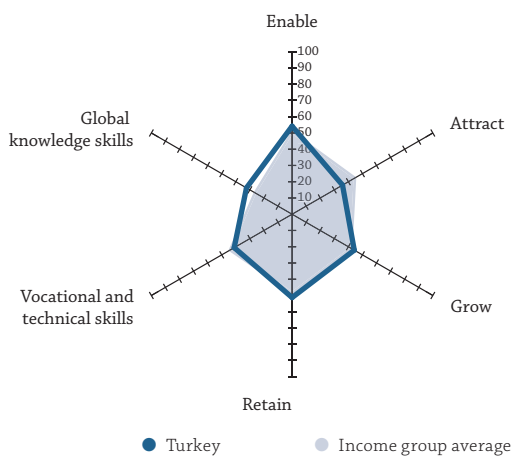 Enable
100
90
80
70
60
50
40
30
20
10
Attract
Global
knowledge skills
Vocational and
technical skills
Grow
Retain
Turkey
Income group average